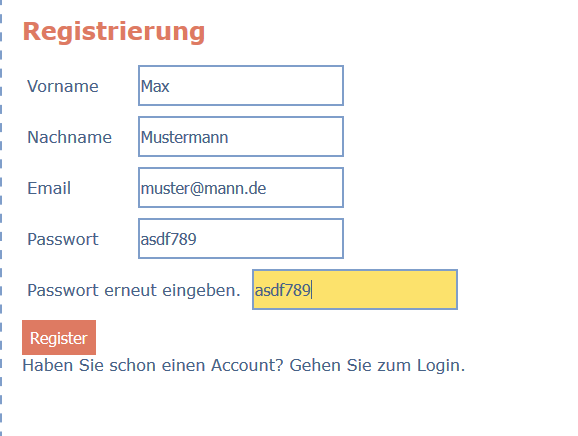 Registrierung
Vorname Max
Nachname Mustermann
Email muster@mann.de
Passwort asdf789
Passwort erneut eingeben. asdf789
Register
Haben Sie schon einen Account? Gehen Sie zum Login.